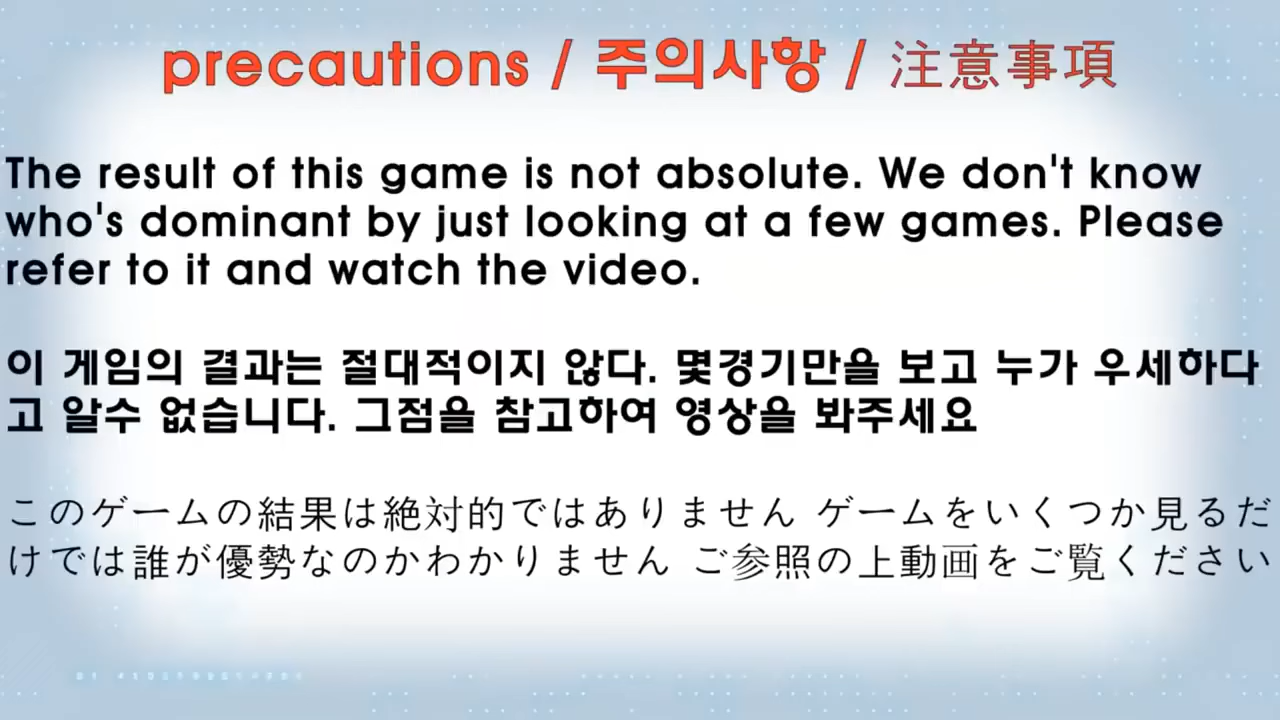 precautions / 주의사항 / 注意事項
The result of this game is not absolute. We don't know
who's dominant by just looking at a few games. Please
refer to it and watch the video.
이 게임의 결과는 절대적이지 않다. 몇경기만을 보고 누가 우세하다
고 알수 없습니다. 그점을 참고하여 영상을 봐주세요
このゲームの結果は絶対的ではありません ゲームをいくつか見るだ
けでは誰が優勢なのかわかりません ご参照の上動画をご覧ください